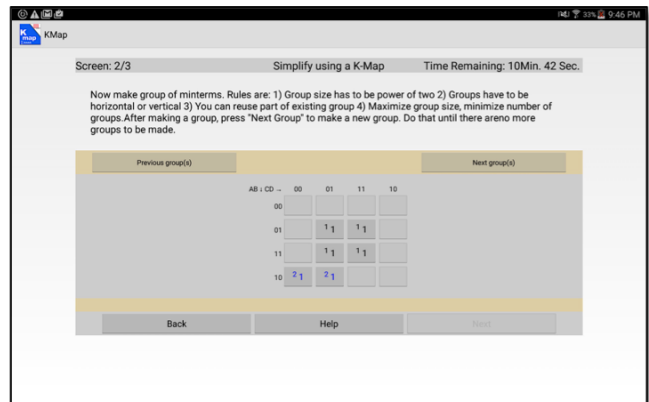 33% 9:46 PM
K map KMap
Screen: 2/3 Simplify using a K-Map Time Remaining: 10Min. 42 Sec.
Now make group of minterms. Rules are: 1) Group size has to be power of two 2) Groups have to be
horizontal or vertical 3) You can reuse part of existing group 4) Maximize group size, minimize number of
groups.After making a group, press "Next Group" to make a new group. Do that until there areno more
groups to be made.
Previous group(s) Next group(s)
AB ↓ CD → 00 01 11 10
00
01 1 1 1 1
11 1 1 1 1
10 2 1 2 1
Back Help Next